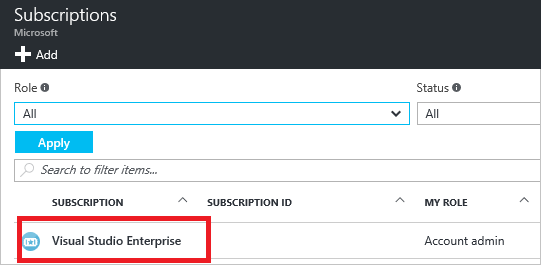 Subscriptions
Microsoft
Add
Role Status
All All
Apply
Search to filter items...
SUBSCRIPTION SUBSCRIPTION ID MY ROLE
Visual Studio Enterprise Account admin